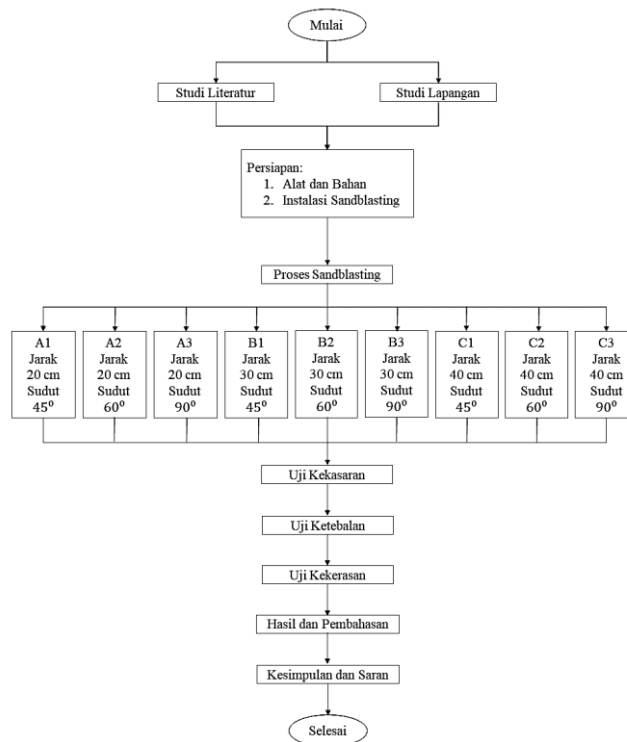 Mulai
Studi Literatur
Studi Lapangan
Persiapan:
1. Alat dan Bahan
2. Instalasi Sandblasting
Proses Sandblasting
A1
Jarak
20 cm
Sudut
45⁰
A2
Jarak
20 cm
Sudut
60⁰
A3
Jarak
20 cm
Sudut
90⁰
B1
Jarak
30 cm
Sudut
45⁰
B2
Jarak
30 cm
Sudut
60⁰
B3
Jarak
30 cm
Sudut
90⁰
C1
Jarak
40 cm
Sudut
45⁰
C2
Jarak
40 cm
Sudut
60⁰
C3
Jarak
40 cm
Sudut
90⁰
Uji Kekasaran
Uji Ketebalan
Uji Kekerasan
Hasil dan Pembahasan
Kesimpulan dan Saran
Selesai